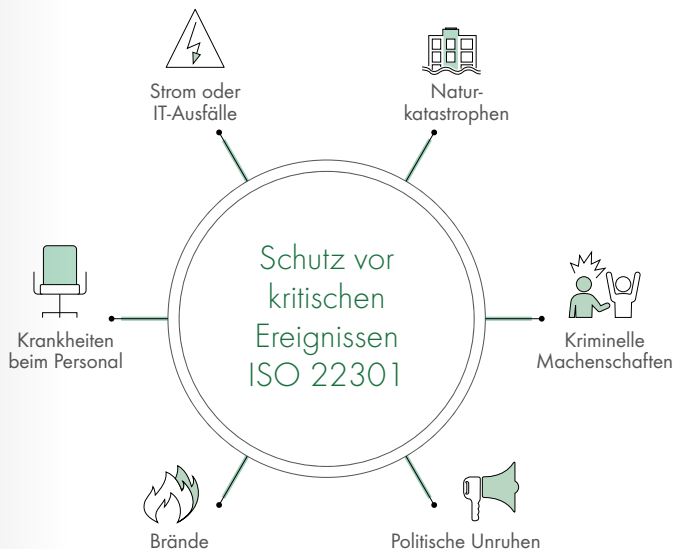 Strom oder
IT-Ausfälle
Natur-
katastrophen
Schutz vor
kritischen
Ereignissen
ISO 22301
Krankheiten
beim Personal
Kriminelle
Machenschaften
Brände
Politische Unruhen